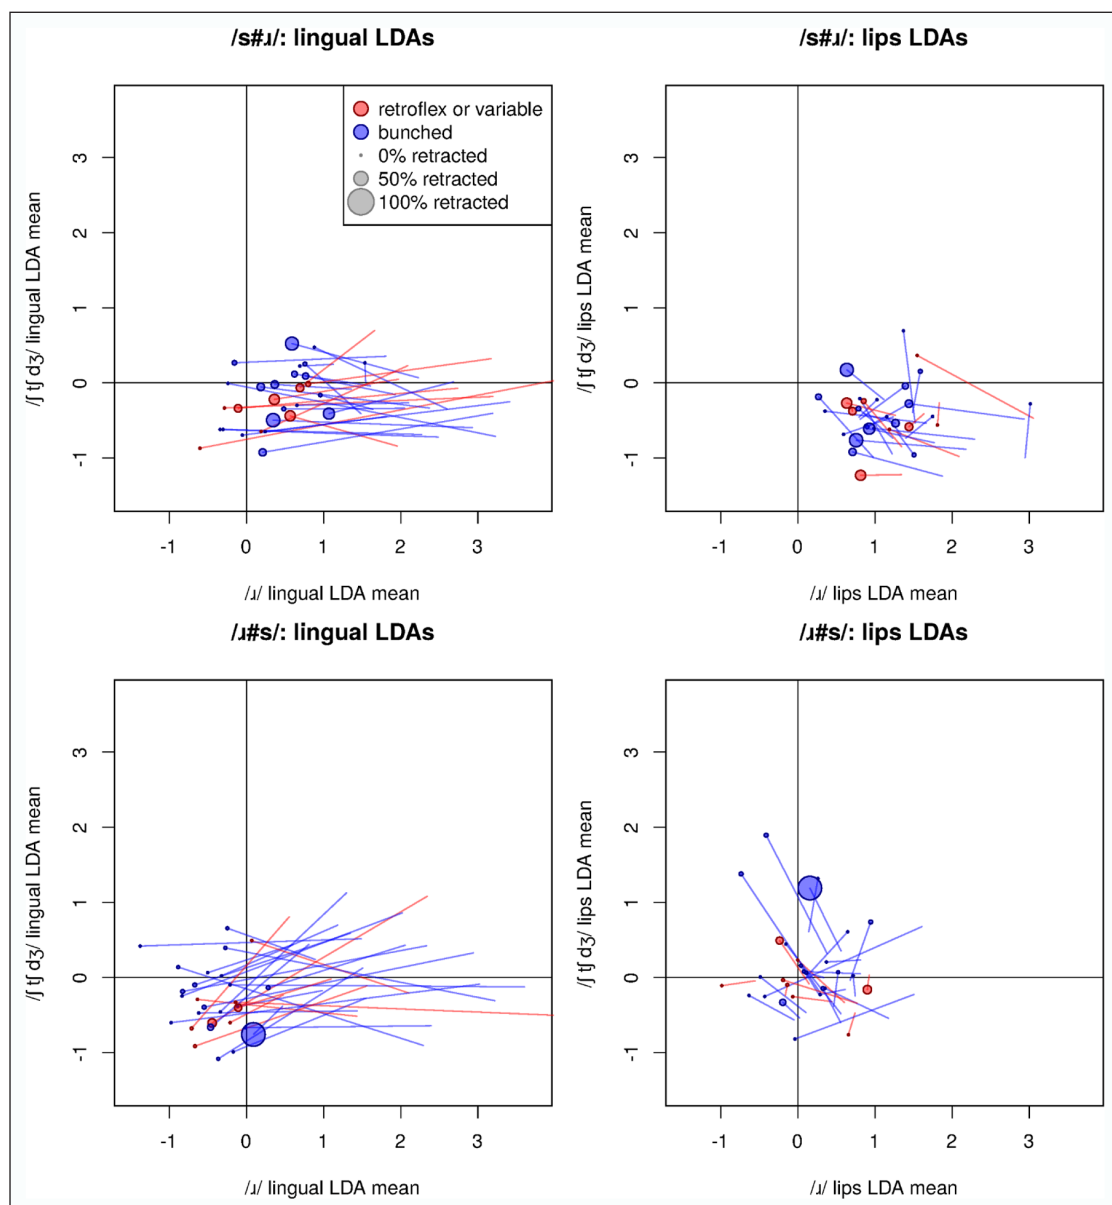 /s#ɹ/: lingual LDAs
/ʃ tʃ dʒ/ lingual LDA mean
3
2
1
0
-1
retroflex or variable
bunched
0% retracted
50% retracted
100% retracted
-1 0 1 2 3
/ɹ/ lingual LDA mean
/s#ɹ/: lips LDAs
/ʃ tʃ dʒ/ lips LDA mean
3
2
1
0
-1
-1 0 1 2 3
/ɹ/ lips LDA mean
/ɹ#s/: lingual LDAs
/ʃ tʃ dʒ/ lingual LDA mean
3
2
1
0
-1
-1 0 1 2 3
/ɹ/ lingual LDA mean
/ɹ#s/: lips LDAs
/ʃ tʃ dʒ/ lips LDA mean
3
2
1
0
-1
-1 0 1 2 3
/ɹ/ lips LDA mean